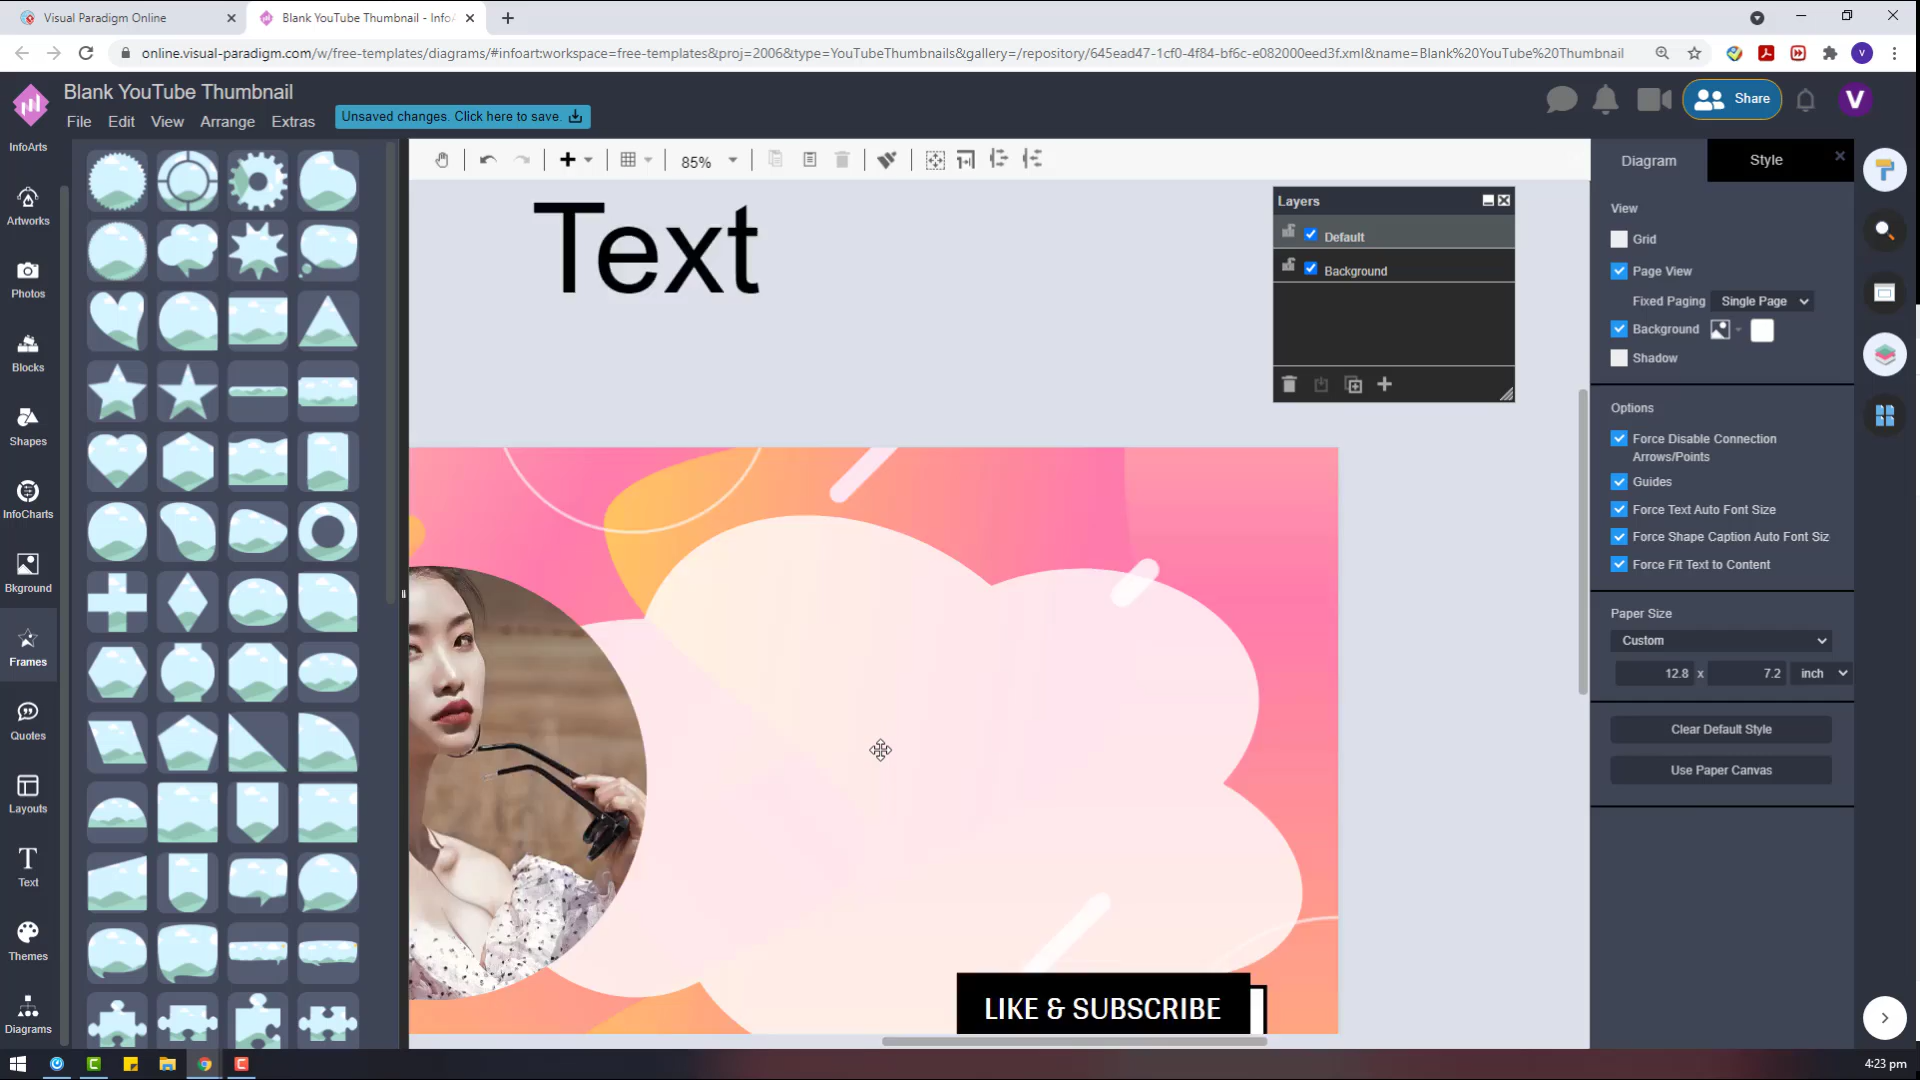 Visual Paradigm Online
Blank YouTube Thumbnail - InfoA
online.visual-paradigm.com/w/free-templates/diagrams/#infoart:workspace=free-templates&proj=2006&type=YouTubeThumbnails&gallery=/repository/645ead47-1cf0-4f84-bf6c-e082000eed3f.xml&name=Blank%20YouTube%20Thumbnail
V
Blank YouTube Thumbnail
File Edit View Arrange Extras
Unsaved changes. Click here to save.
Share
V
InfoArts
Artworks
Photos
Blocks
Shapes
InfoCharts
Bkground
Frames
Quotes
Layouts
Text
Themes
Diagrams
85%
Text
LIKE & SUBSCRIBE
Layers
Default
Background
Diagram
Style
View
Grid
Page View
Fixed Paging Single Page
Background
Shadow
Options
Force Disable Connection
Arrows/Points
Guides
Force Text Auto Font Size
Force Shape Caption Auto Font Siz
Force Fit Text to Content
Paper Size
Custom
12.8 x 7.2 inch
Clear Default Style
Use Paper Canvas
4:23 pm